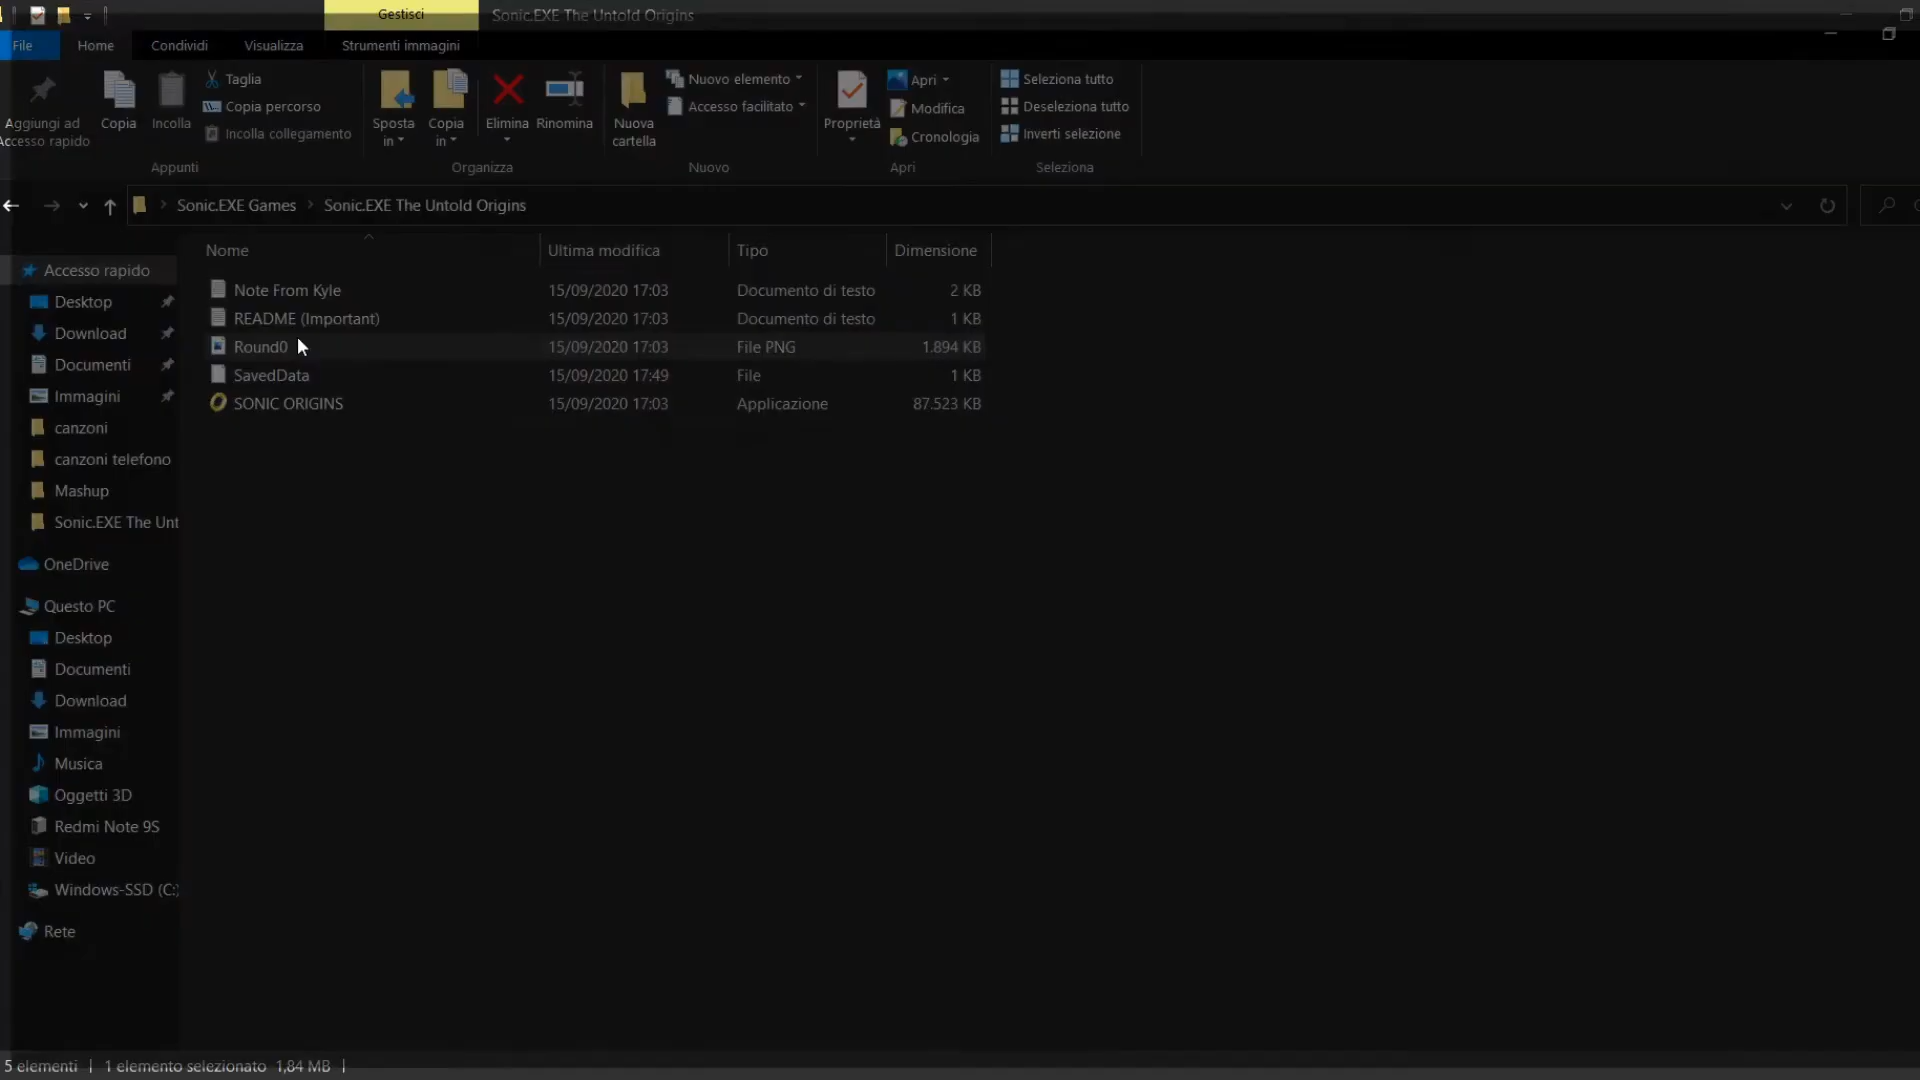 Gestisci
Sonic.EXE The Untold Origins
File
Home
Condividi
Visualizza
Strumenti immagini
Aggiungi ad
Accesso rapido
Copia
Incolla
Taglia
Copia percorso
Incolla collegamento
Appunti
Sposta
in
Copia
in
Elimina
Rinomina
Organizza
Nuova
cartella
Nuovo elemento
Accesso facilitato
Nuovo
Proprietà
Apri
Modifica
Cronologia
Apri
Seleziona tutto
Deseleziona tutto
Inverti selezione
Seleziona
Sonic.EXE Games > Sonic.EXE The Untold Origins
Nome Ultima modifica Tipo Dimensione
Note From Kyle 15/09/2020 17:03 Documento di testo 2 KB
README (Important) 15/09/2020 17:03 Documento di testo 1 KB
Round0 15/09/2020 17:03 File PNG 1.894 KB
SavedData 15/09/2020 17:49 File 1 KB
SONIC ORIGINS 15/09/2020 17:03 Applicazione 87.523 KB
Accesso rapido
Desktop
Download
Documenti
Immagini
canzoni
canzoni telefono
Mashup
Sonic.EXE The Unt
OneDrive
Questo PC
Desktop
Documenti
Download
Immagini
Musica
Oggetti 3D
Redmi Note 9S
Video
Windows-SSD (C:)
Rete
5 elementi | 1 elemento selezionato 1,84 MB |